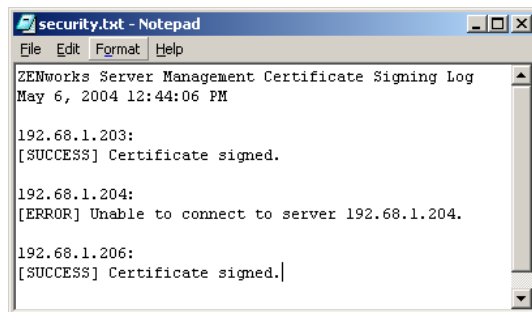 security.txt - Notepad
File Edit Format Help
ZENworks Server Management Certificate Signing Log
May 6, 2004 12:44:06 PM
192.68.1.203:
[SUCCESS] Certificate signed.
192.68.1.204:
[ERROR] Unable to connect to server 192.68.1.204.
192.68.1.206:
[SUCCESS] Certificate signed.